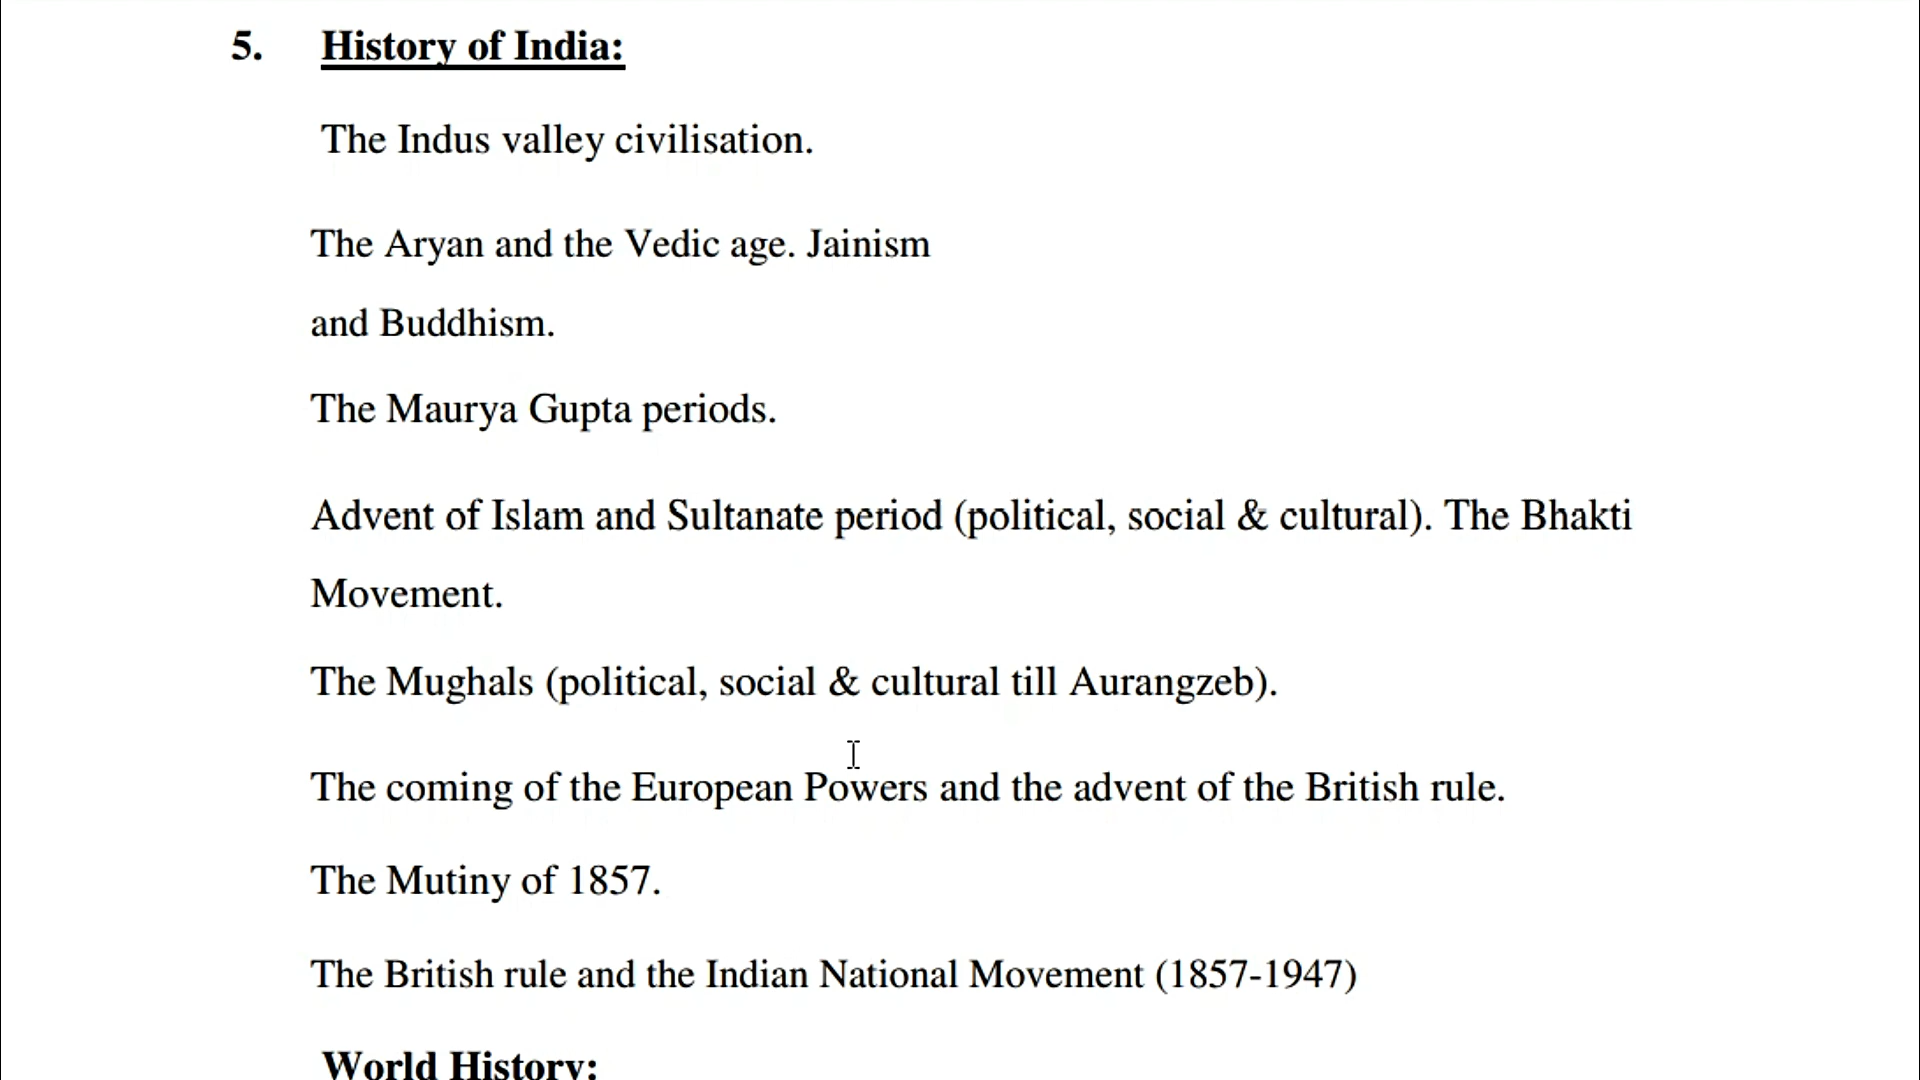 5. History of India:
The Indus valley civilisation.
The Aryan and the Vedic age. Jainism
and Buddhism.
The Maurya Gupta periods.
Advent of Islam and Sultanate period (political, social & cultural). The Bhakti
Movement.
The Mughals (political, social & cultural till Aurangzeb).
The coming of the European Powers and the advent of the British rule.
The Mutiny of 1857.
The British rule and the Indian National Movement (1857-1947)
World History: